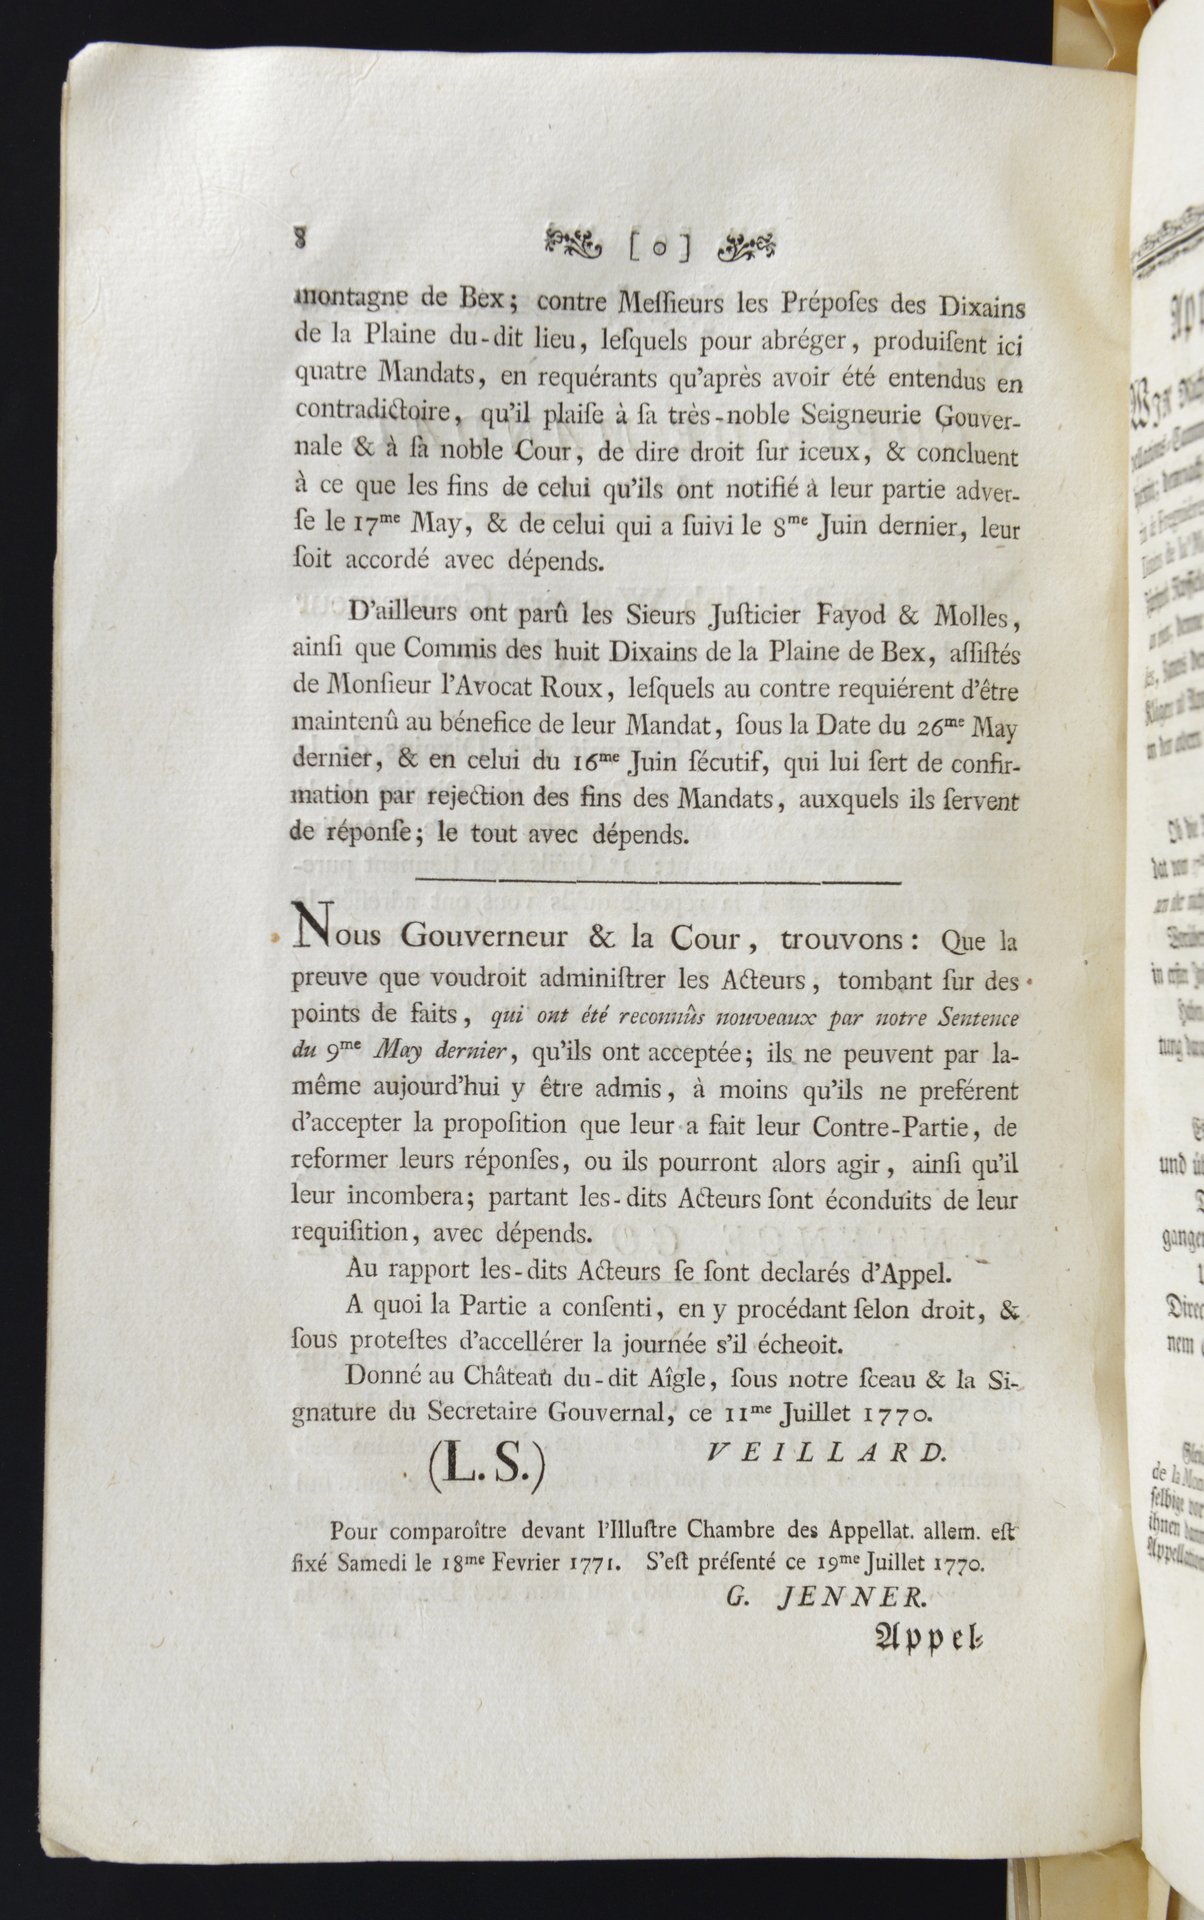 8 [ o ]
montagne de Bex; contre Meſſieurs les Prépoſes des Dixains
de la Plaine du-dit lieu, leſquels pour abréger, produiſent ici
quatre Mandats, en requérants qu'après avoir été entendus en
contradictoire, qu'il plaiſe à ſa très-noble Seigneurie Gouver-
nale & à ſà noble Cour, de dire droit ſur iceux, & concluent
à ce que les fins de celui qu'ils ont notifié à leur partie adver-
ſe le 17me May, & de celui qui a ſuivi le 8me Juin dernier, leur
ſoit accordé avec dépends.
D'ailleurs ont parû les Sieurs Juſticier Fayod & Molles,
ainſi que Commis des huit Dixains de la Plaine de Bex, aſſiſtés
de Monſieur l'Avocat Roux, leſquels au contre requiérent d'être
maintenû au bénefice de leur Mandat, ſous la Date du 26me May
dernier, & en celui du 16me Juin ſécutif, qui lui ſert de confir-
mation par rejection des fins des Mandats, auxquels ils ſervent
de réponſe; le tout avec dépends.
Nous Gouverneur & la Cour, trouvons: Que la
preuve que voudroit adminiſtrer les Acteurs, tombant ſur des
points de faits, qui ont été reconnûs nouveaux par notre Sentence
du 9me May dernier, qu'ils ont acceptée; ils ne peuvent par la-
même aujourd'hui y être admis, à moins qu'ils ne preférent
d'accepter la propoſition que leur a fait leur Contre-Partie, de
reformer leurs réponſes, ou ils pourront alors agir, ainſi qu'il
leur incombera; partant les-dits Acteurs ſont éconduits de leur
requiſition, avec dépends.
Au rapport les-dits Acteurs ſe ſont declarés d'Appel.
A quoi la Partie a conſenti, en y procédant ſelon droit, &
ſous proteſtes d'accellérer la journée s'il écheoit.
Donné au Château du-dit Aîgle, ſous notre ſceau & la Si-
gnature du Secretaire Gouvernal, ce 11me Juillet 1770.
(L. S.) VEILLARD.
Pour comparoître devant l'Illuſtre Chambre des Appellat. allem. eſt
fixé Samedi le 18me Fevrier 1771. S'eſt préſenté ce 19me Juillet 1770.
G. JENNER.
Appel-